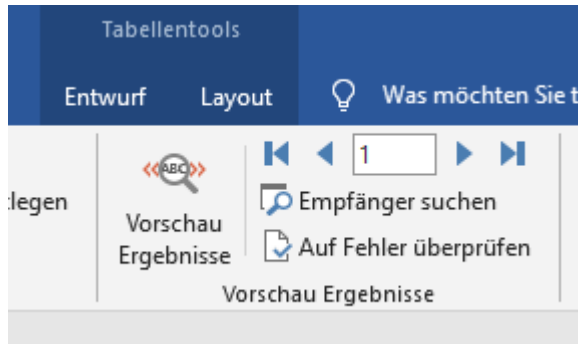 Tabellentools
Entwurf Layout Was möchten Sie t
legen
«ABC»
Vorschau
Ergebnisse
1
Empfänger suchen
Auf Fehler überprüfen
Vorschau Ergebnisse